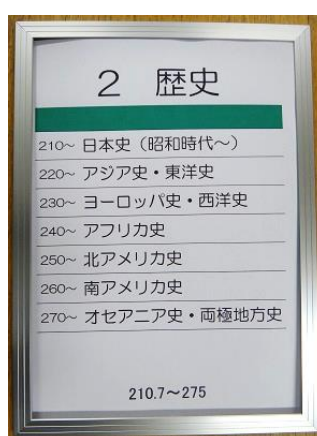 2 歴史
210~ 日本史（昭和時代~）
220~ アジア史・東洋史
230~ ヨーロッパ史・西洋史
240~ アフリカ史
250~ 北アメリカ史
260~ 南アメリカ史
270~ オセアニア史・両極地方史
210.7~275